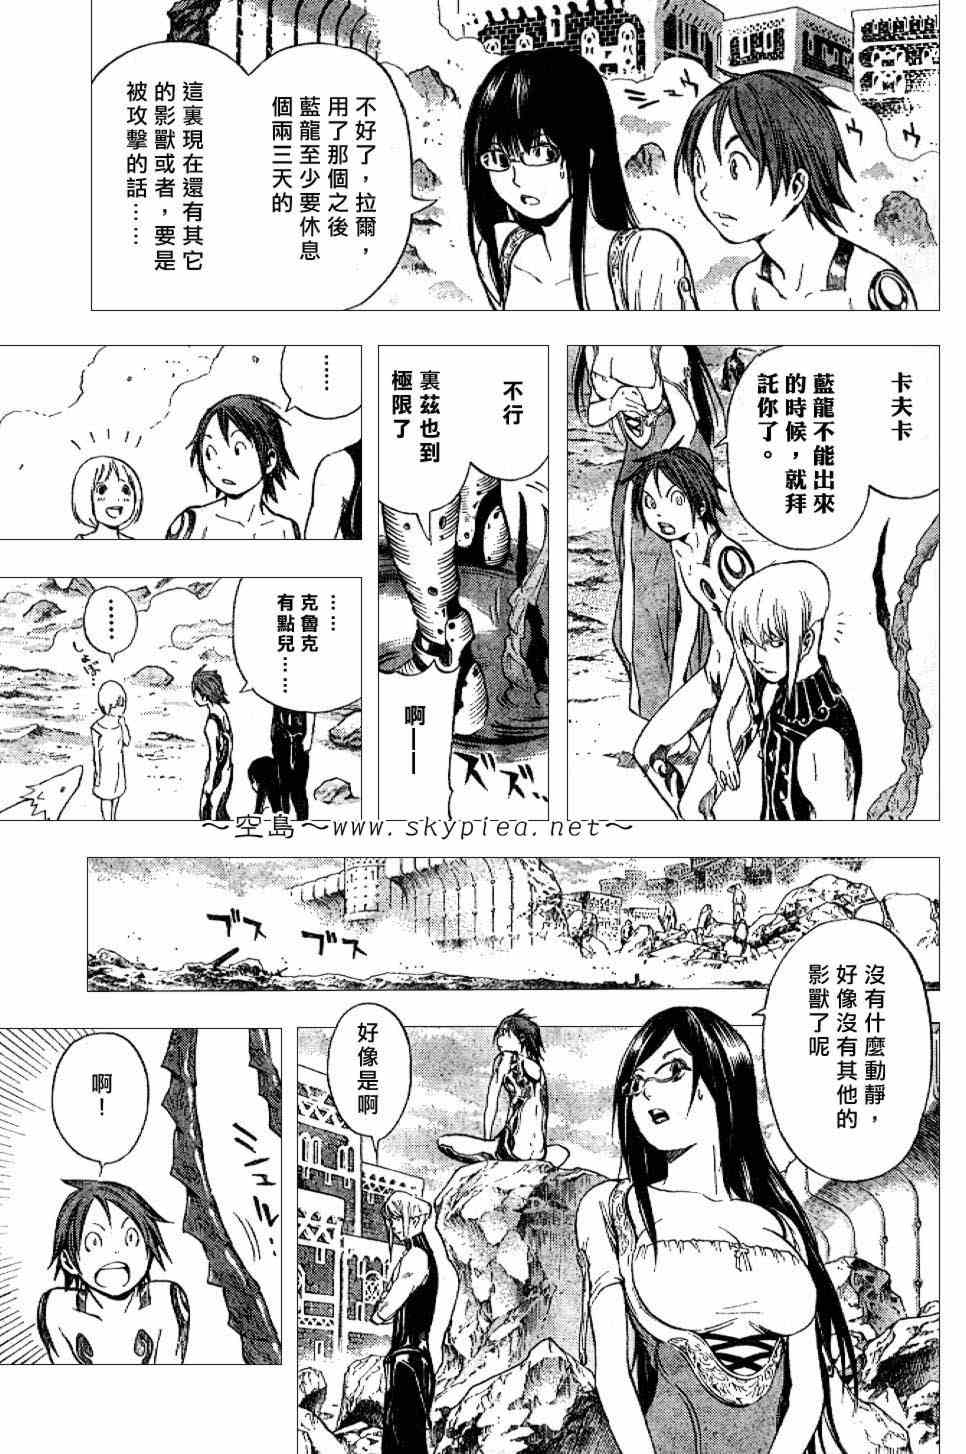 不好了，拉爾，
用了那個之後
藍龍至少要休息
個兩三天的
這裏現在還有其它
的影獸或者，要是
被攻擊的話……
卡夫卡
藍龍不能出來
的時候，就拜
託你了。
不行
裏茲也到
極限了
啊——
ズズ
……
……
克魯克
有點兒……
……
しょぼ
～空島～www.skypiea.net～
ブス
ブス
沒有什麼動靜，
好像沒有其他的
影獸了呢
好像是啊
啊！